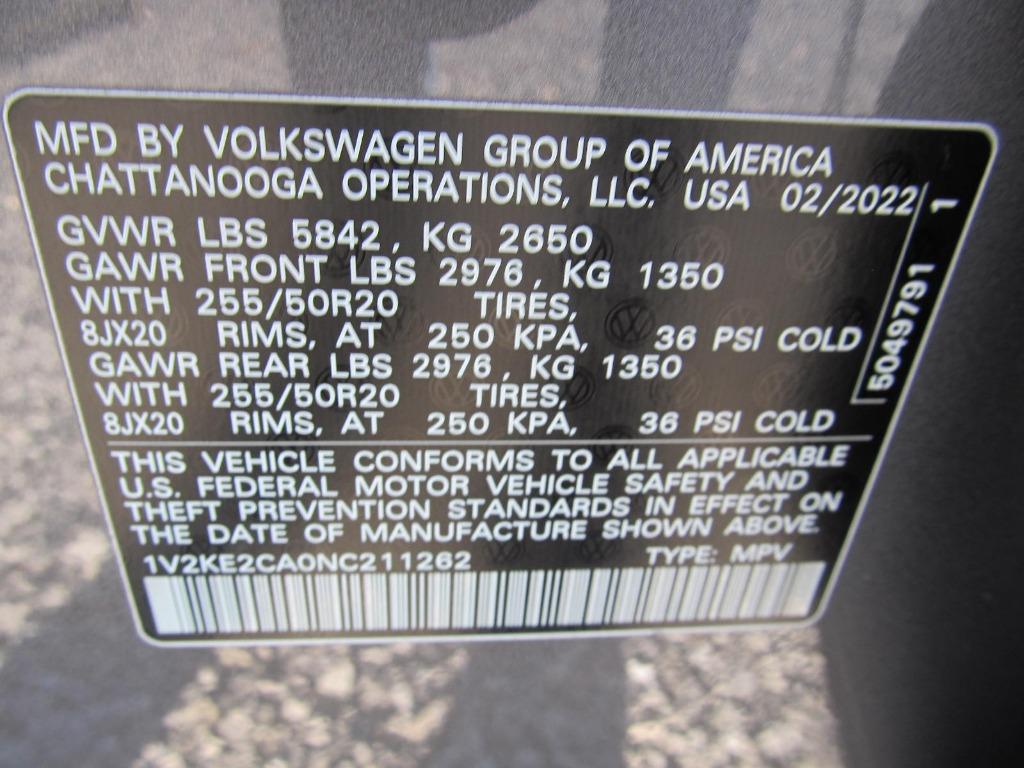 MFD BY VOLKSWAGEN GROUP OF AMERICA
CHATTANOOGA OPERATIONS, LLC. USA 02/2022
GVWR LBS 5842, KG 2650
GAWR FRONT LBS 2976, KG 1350
WITH 255/50R20 TIRES,
8JX20 RIMS, AT 250 KPA, 36 PSI COLD
GAWR REAR LBS 2976, KG 1350
WITH 255/50R20 TIRES,
8JX20 RIMS, AT 250 KPA, 36 PSI COLD
THIS VEHICLE CONFORMS TO ALL APPLICABLE
U.S. FEDERAL MOTOR VEHICLE SAFETY AND
THEFT PREVENTION STANDARDS IN EFFECT ON
THE DATE OF MANUFACTURE SHOWN ABOVE.
1V2KE2CA0NC211262 TYPE: MPV
5049791 1